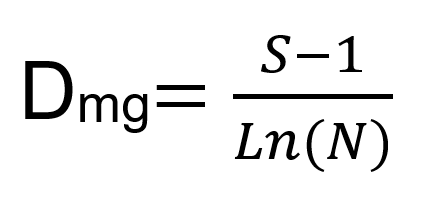 Dmg= S−1 / Ln(N)